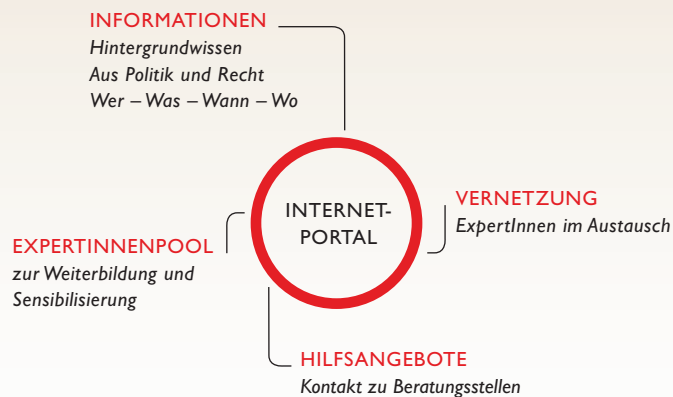 INFORMATIONEN
Hintergrundwissen
Aus Politik und Recht
Wer – Was – Wann – Wo
INTERNET-
PORTAL
VERNETZUNG
ExpertInnen im Austausch
EXPERTINNENPOOL
zur Weiterbildung und
Sensibilisierung
HILFSANGEBOTE
Kontakt zu Beratungsstellen